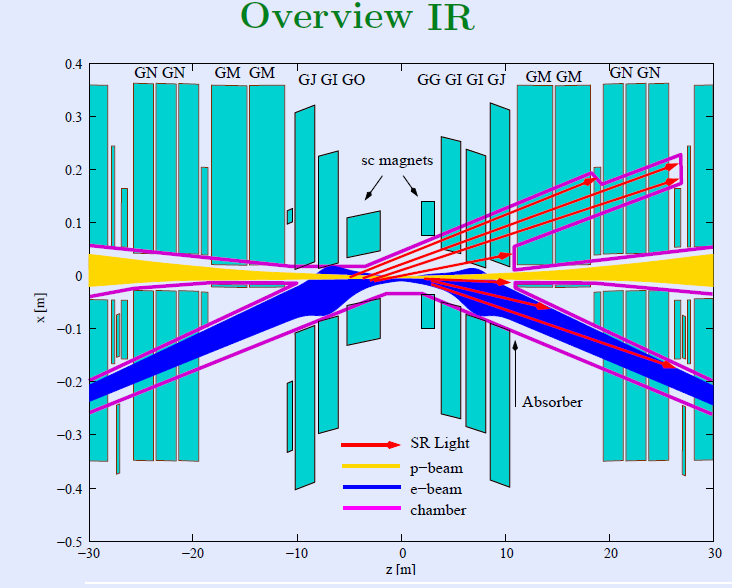 Overview IR
GN GN GM GM GJ GI GO GG GI GI GJ GM GM GN GN
sc magnets
Absorber
SR Light
p−beam
e−beam
chamber
x [m]
0.4
0.3
0.2
0.1
0
−0.1
−0.2
−0.3
−0.4
−0.5
−30 −20 −10 0 10 20 30
z [m]